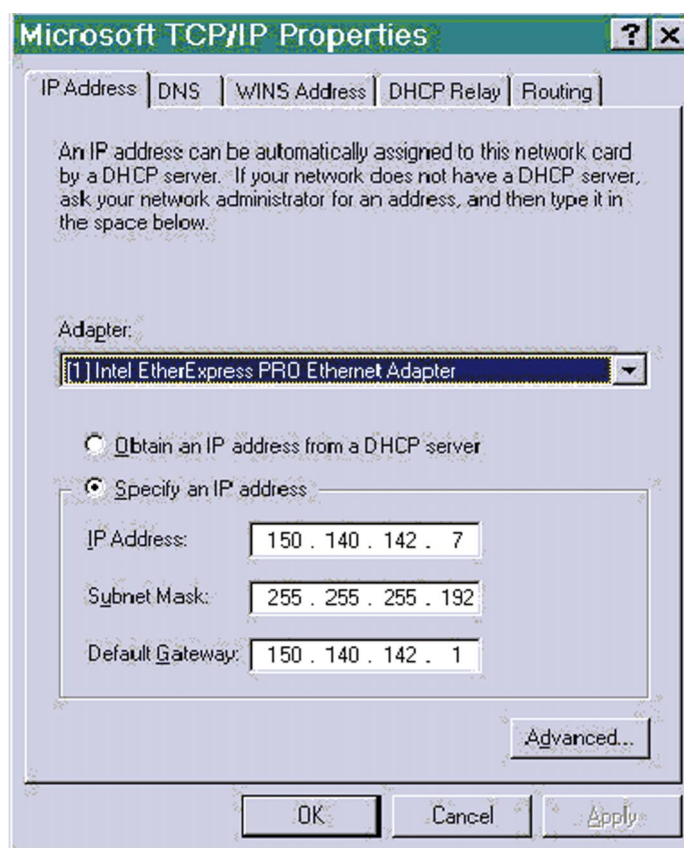 Microsoft TCP/IP Properties
IP Address DNS WINS Address DHCP Relay Routing
An IP address can be automatically assigned to this network card
by a DHCP server. If your network does not have a DHCP server,
ask your network administrator for an address, and then type it in
the space below.
Adapter:
[1] Intel EtherExpress PRO Ethernet Adapter
Obtain an IP address from a DHCP server
Specify an IP address
IP Address: 150 . 140 . 142 . 7
Subnet Mask: 255 . 255 . 255 . 192
Default Gateway: 150 . 140 . 142 . 1
Advanced...
OK Cancel Apply